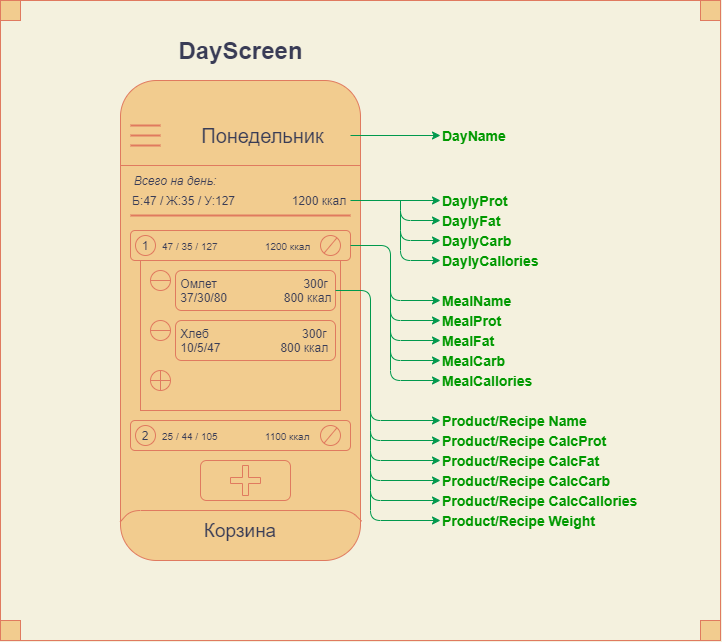 DayScreen
Понедельник
DayName
Всего на день:
Б:47 / Ж:35 / У:127 1200 ккал
DaylyProt
DaylyFat
DaylyCarb
DaylyCallories
1 47 / 35 / 127 1200 ккал
Омлет 300г
37/30/80 800 ккал
Хлеб 300г
10/5/47 800 ккал
MealName
MealProt
MealFat
MealCarb
MealCallories
2 25 / 44 / 105 1100 ккал
Product/Recipe Name
Product/Recipe CalcProt
Product/Recipe CalcFat
Product/Recipe CalcCarb
Product/Recipe CalcCallories
Product/Recipe Weight
Корзина